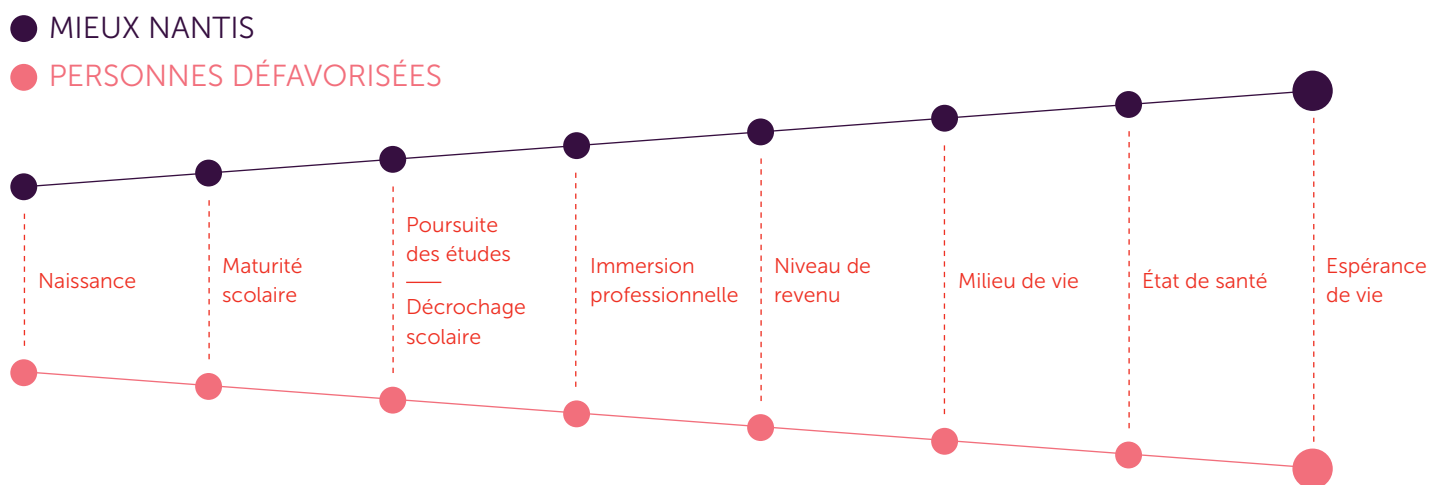 MIEUX NANTIS
PERSONNES DÉFAVORISÉES
Naissance
Maturité
scolaire
Poursuite
des études
Décrochage
scolaire
Immersion
professionnelle
Niveau de
revenu
Milieu de vie
État de santé
Espérance
de vie